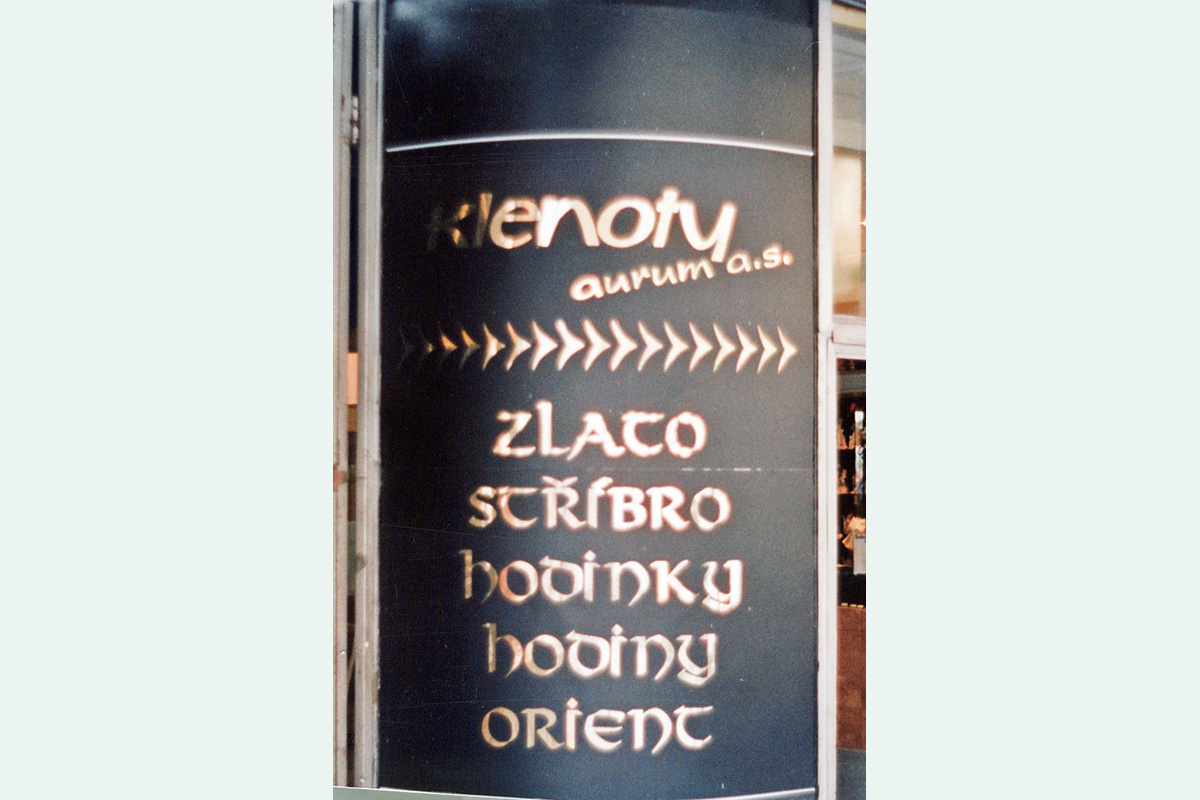 klenoty
aurum a.s.
ZLATO
STŘÍBRO
hodinky
hodiny
ORIENT